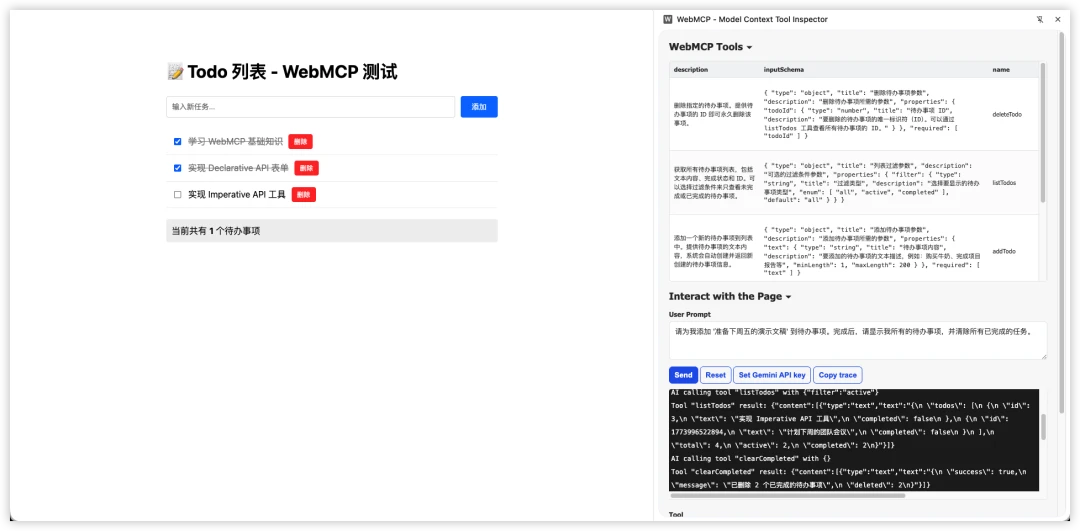 📝 Todo 列表 - WebMCP 测试
输入新任务...
添加
学习 WebMCP 基础知识 删除
实现 Declarative API 表单 删除
实现 Imperative API 工具 删除
当前共有 1 个待办事项
W WebMCP - Model Context Tool Inspector
WebMCP Tools
description inputSchema name
删除指定的待办事项。提供待
办事项的 ID 即可永久删除该
事项。
{ "type": "object", "title": "删除待办事项参数",
"description": "删除待办事项所需的参数", "properties": {
"todoId": { "type": "number", "title": "待办事项 ID",
"description": "要删除的待办事项的唯一标识符 (ID)。可以通过
listTodos 工具查看所有待办事项的 ID。" } }, "required": [
"todoId" ] }
deleteTodo
获取所有待办事项列表，包括
文本内容、完成状态和 ID。可
以选择过滤条件来只查看未完
成或已完成的待办事项。
{ "type": "object", "title": "列表过滤参数", "description":
"可选的过滤条件参数", "properties": { "filter": { "type":
"string", "title": "过滤类型", "description": "选择要显示的待办
事项类型", "enum": [ "all", "active", "completed" ],
"default": "all" } } }
listTodos
添加一个新的待办事项到列表
中。提供待办事项的文本内
容，系统会自动创建并返回新
创建的待办事项信息。
{ "type": "object", "title": "添加待办事项参数",
"description": "添加待办事项所需的参数", "properties": {
"text": { "type": "string", "title": "待办事项内容",
"description": "要添加的待办事项的文本描述，例如：购买牛奶、完成项目
报告等", "minLength": 1, "maxLength": 200 } }, "required": [
"text" ] }
addTodo
Interact with the Page
User Prompt
请为我添加 '准备下周五的演示文稿' 到待办事项。完成后，请显示我所有的待办事项，并清除所有已完成的任务。
Send Reset Set Gemini API key Copy trace
AI calling tool "listTodos" with {"filter":"active"}
Tool "listTodos" result: {"content":[{"type":"text","text":"{\n \"todos\": [\n {\n \"id\":
3,\n \"text\": \"实现 Imperative API 工具\",\n \"completed\": false\n },\n {\n \"id\":
1773996522894,\n \"text\": \"计划下周的团队会议\",\n \"completed\": false\n }\n ],\n
\"total\": 4,\n \"active\": 2,\n \"completed\": 2\n}"}]}
AI calling tool "clearCompleted" with {}
Tool "clearCompleted" result: {"content":[{"type":"text","text":"{\n \"success\": true,\n
\"message\": \"已删除 2 个已完成的待办事项\",\n \"deleted\": 2\n}"}]}
Tool